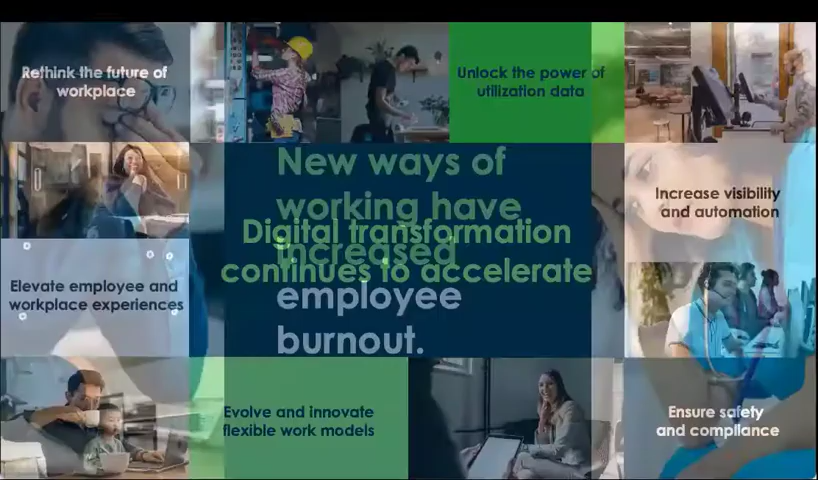 Rethink the future of
workplace
Unlock the power of
utilization data
New ways of
working have
increased
employee
burnout.
Digital transformation
continues to accelerate
Increase visibility
and automation
Elevate employee and
workplace experiences
Evolve and innovate
flexible work models
Ensure safety
and compliance